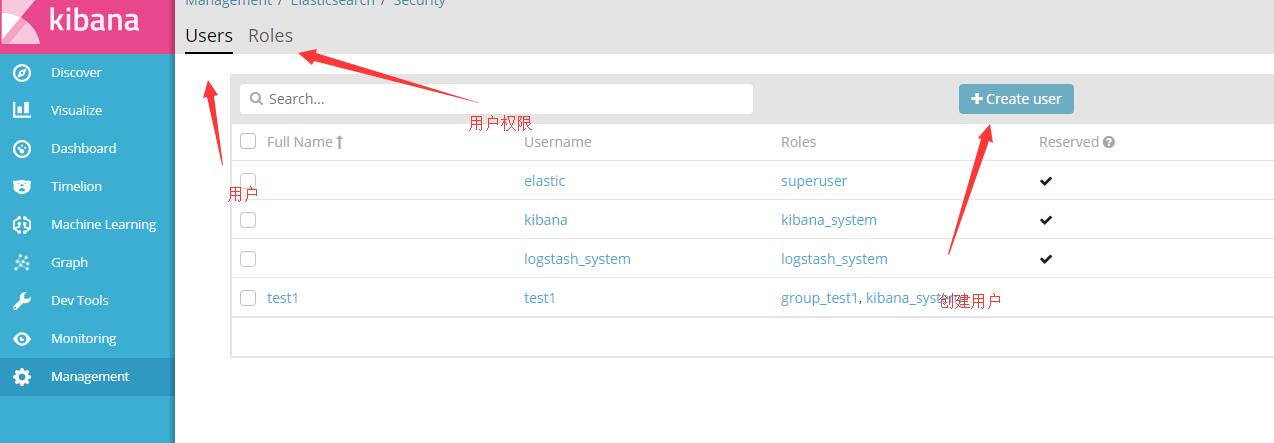 kibana
Management / Elasticsearch / Security
Users Roles
Discover
Search...
+ Create user
Visualize
用户权限
Full Name Username Roles Reserved
Dashboard
elastic superuser
Timelion
用户
kibana kibana_system
Machine Learning
logstash_system logstash_system
Graph
test1 test1 group_test1, kibana_system
创建用户
Dev Tools
Monitoring
Management